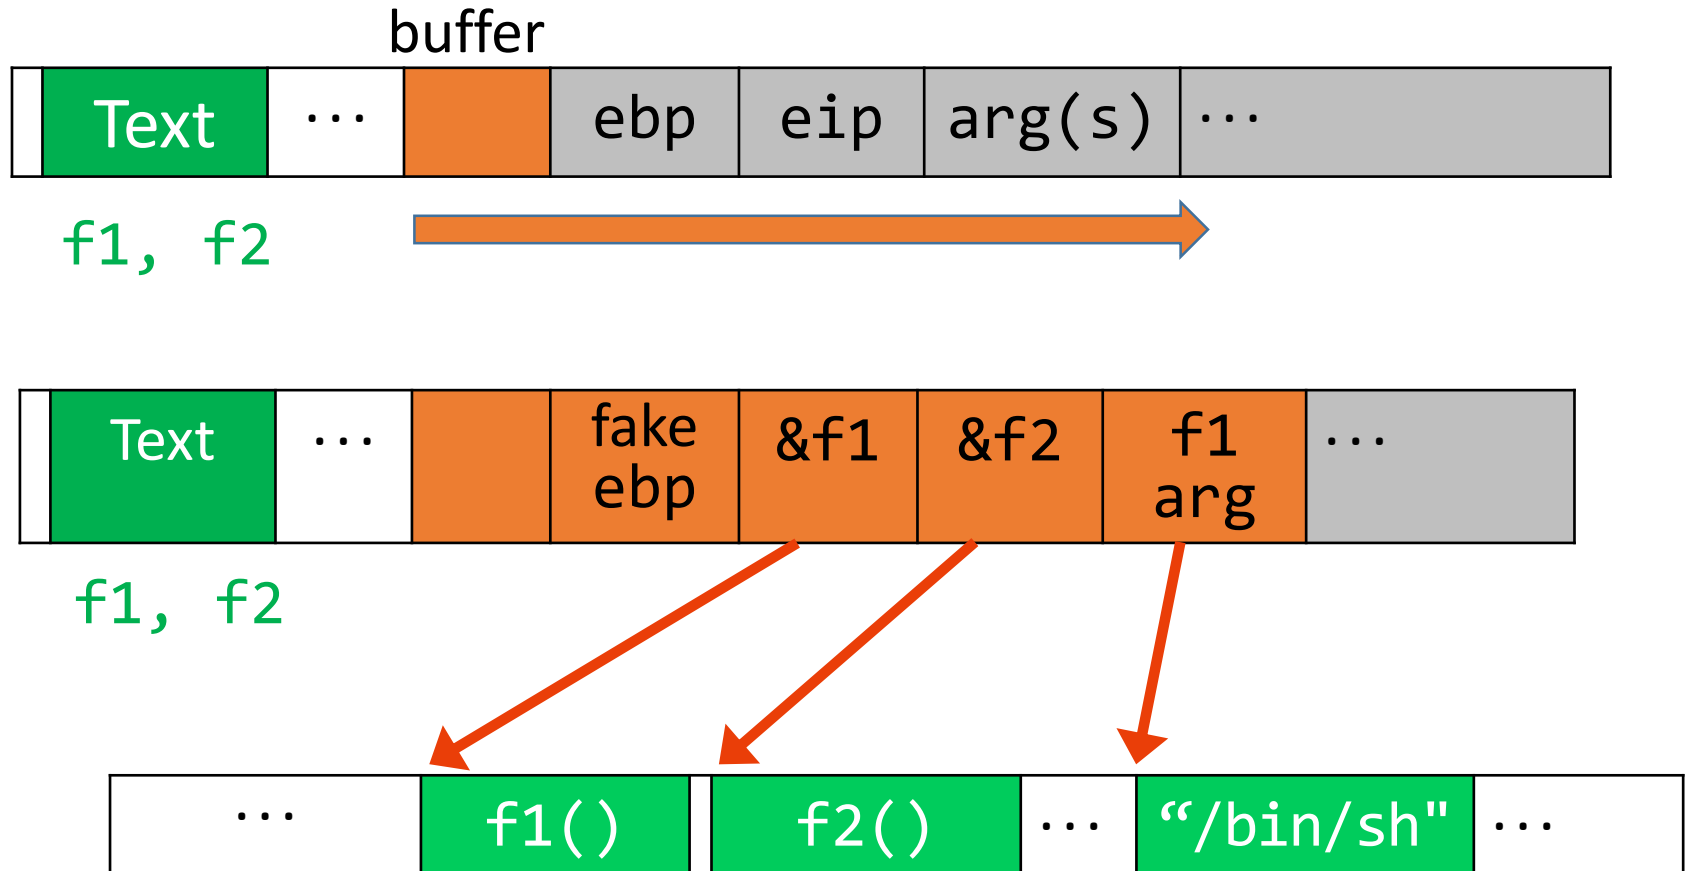 buffer
Text ... ebp eip arg(s) ...
f1, f2
Text ... fake ebp &f1 &f2 f1 arg ...
f1, f2
... f1() f2() ... “/bin/sh" ...